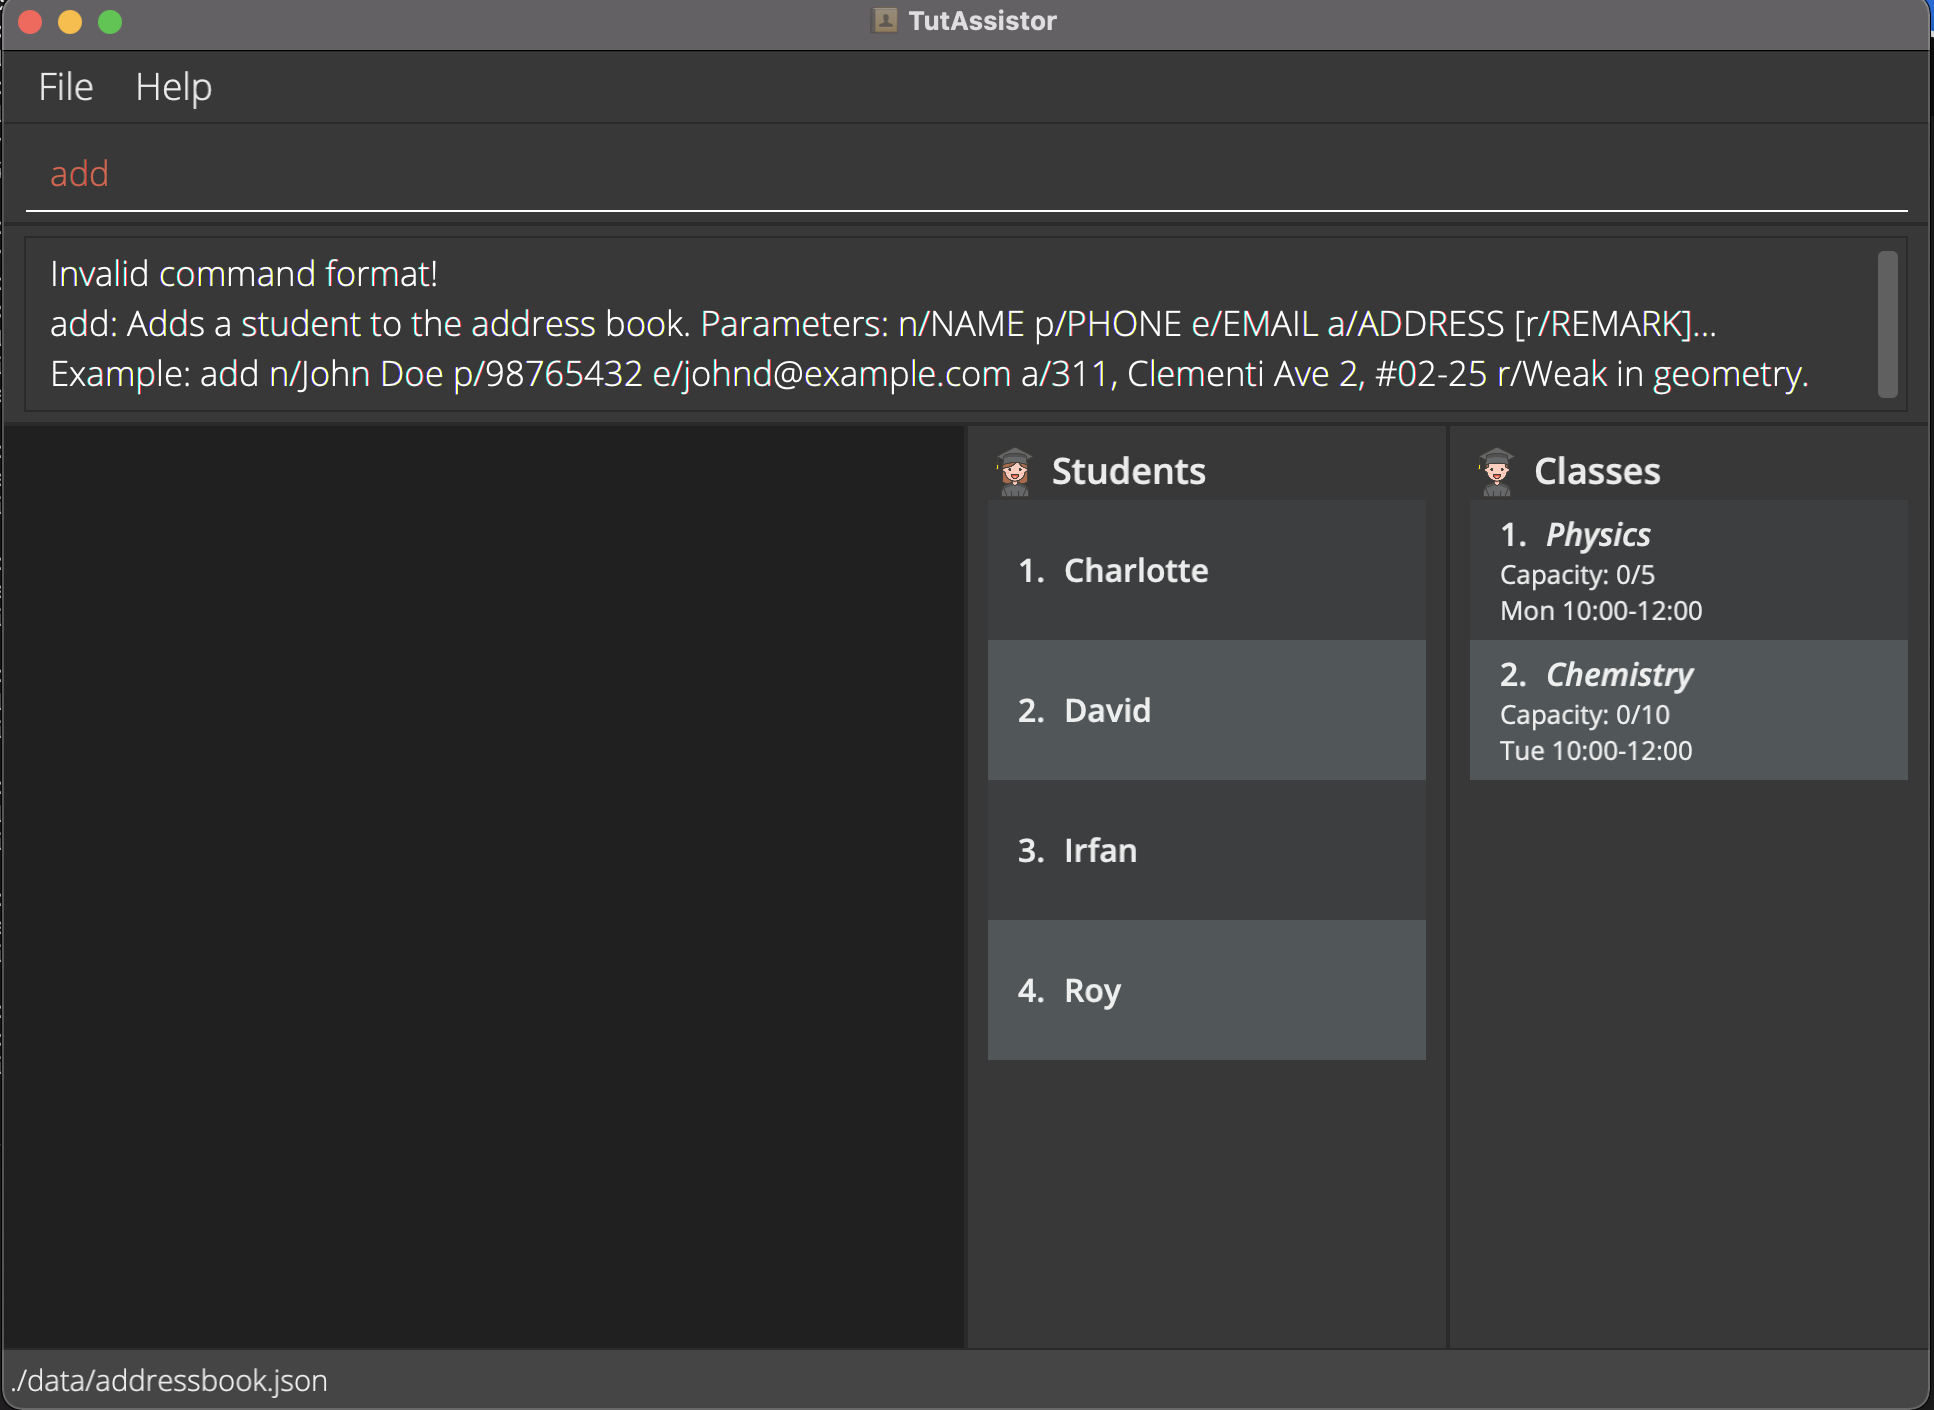 TutAssistor
File Help
add
Invalid command format!
add: Adds a student to the address book. Parameters: n/NAME p/PHONE e/EMAIL a/ADDRESS [r/REMARK]...
Example: add n/John Doe p/98765432 e/johnd@example.com a/311, Clementi Ave 2, #02-25 r/Weak in geometry.
Students
1. Charlotte
2. David
3. Irfan
4. Roy
Classes
1. Physics
Capacity: 0/5
Mon 10:00-12:00
2. Chemistry
Capacity: 0/10
Tue 10:00-12:00
./data/addressbook.json